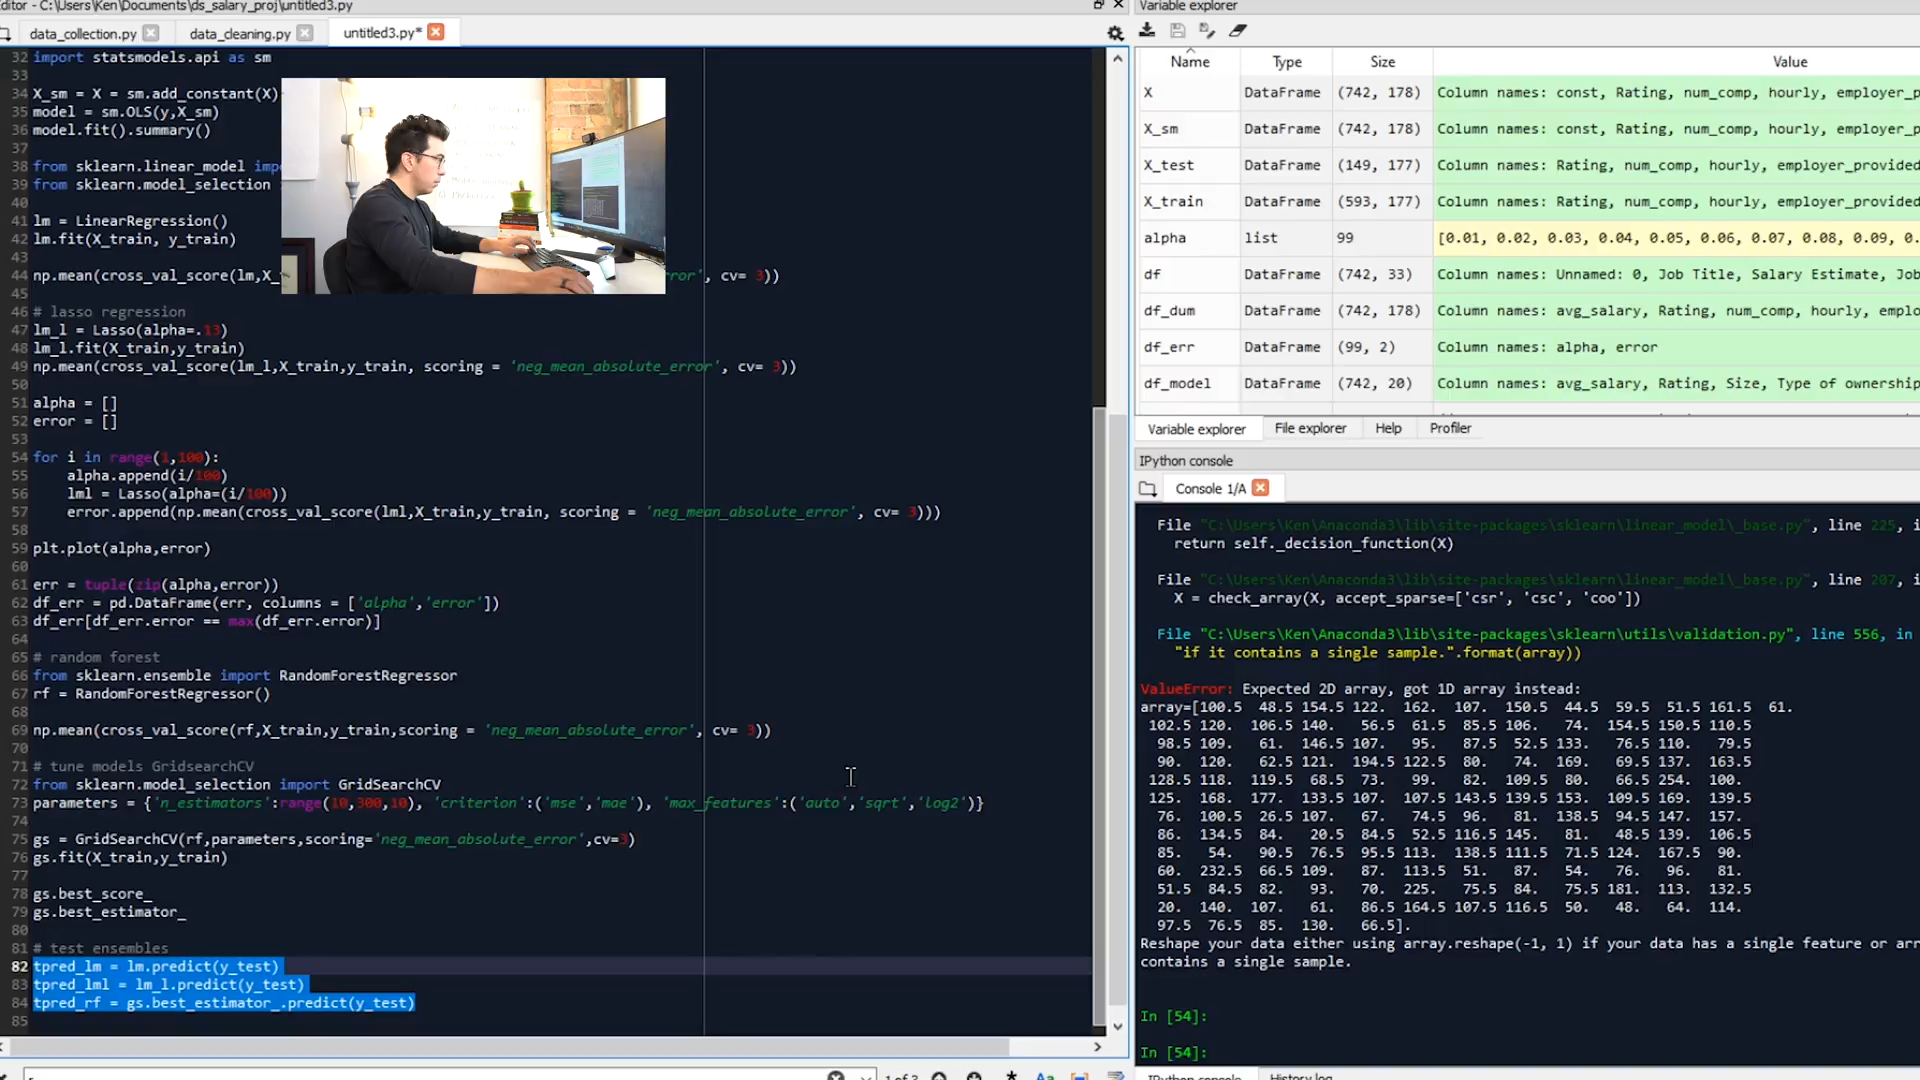 Editor - C:\Users\Ken\Documents\ds_salary_proj\untitled3.py
data_collection.py
data_cleaning.py
untitled3.py*
32 import statsmodels.api as sm
33
34 X_sm = X = sm.add_constant(X)
35 model = sm.OLS(y,X_sm)
36 model.fit().summary()
37
38 from sklearn.linear_model
39 from sklearn.model_selection
40
41 lm = LinearRegression()
42 lm.fit(X_train, y_train)
43
44 np.mean(cross_val_score(lm,X_ ', cv= 3))
45
46 # lasso regression
47 lm_l = Lasso(alpha=.13)
48 lm_l.fit(X_train,y_train)
49 np.mean(cross_val_score(lm_l,X_train,y_train, scoring = 'neg_mean_absolute_error', cv= 3))
50
51 alpha = []
52 error = []
53
54 for i in range(1,100):
55 alpha.append(i/100)
56 lml = Lasso(alpha=(i/100))
57 error.append(np.mean(cross_val_score(lml,X_train,y_train, scoring = 'neg_mean_absolute_error', cv= 3)))
58
59 plt.plot(alpha,error)
60
61 err = tuple(zip(alpha,error))
62 df_err = pd.DataFrame(err, columns = ['alpha','error'])
63 df_err[df_err.error == max(df_err.error)]
64
65 # random forest
66 from sklearn.ensemble import RandomForestRegressor
67 rf = RandomForestRegressor()
68
69 np.mean(cross_val_score(rf,X_train,y_train,scoring = 'neg_mean_absolute_error', cv= 3))
70
71 # tune models GridsearchCV
72 from sklearn.model_selection import GridSearchCV
73 parameters = {'n_estimators':range(10,300,10), 'criterion':('mse','mae'), 'max_features':('auto','sqrt','log2')}
74
75 gs = GridSearchCV(rf,parameters,scoring='neg_mean_absolute_error',cv=3)
76 gs.fit(X_train,y_train)
77
78 gs.best_score_
79 gs.best_estimator_
80
81 # test ensembles
82 tpred_lm = lm.predict(y_test)
83 tpred_lml = lm_l.predict(y_test)
84 tpred_rf = gs.best_estimator_.predict(y_test)
85
1 of 3
Aa
Variable explorer
Name Type Size Value
X DataFrame (742, 178) Column names: const, Rating, num_comp, hourly, employer_p
X_sm DataFrame (742, 178) Column names: const, Rating, num_comp, hourly, employer_p
X_test DataFrame (149, 177) Column names: Rating, num_comp, hourly, employer_provided
X_train DataFrame (593, 177) Column names: Rating, num_comp, hourly, employer_provided
alpha list 99 [0.01, 0.02, 0.03, 0.04, 0.05, 0.06, 0.07, 0.08, 0.09, 0.
df DataFrame (742, 33) Column names: Unnamed: 0, Job Title, Salary Estimate, Job
df_dum DataFrame (742, 178) Column names: avg_salary, Rating, num_comp, hourly, emplo
df_err DataFrame (99, 2) Column names: alpha, error
df_model DataFrame (742, 20) Column names: avg_salary, Rating, Size, Type of ownership
Variable explorer File explorer Help Profiler
IPython console
Console 1/A
File "C:\Users\Ken\Anaconda3\lib\site-packages\sklearn\linear_model\_base.py", line 225, i
return self._decision_function(X)
File "C:\Users\Ken\Anaconda3\lib\site-packages\sklearn\linear_model\_base.py", line 207, i
X = check_array(X, accept_sparse=['csr', 'csc', 'coo'])
File "C:\Users\Ken\Anaconda3\lib\site-packages\sklearn\utils\validation.py", line 556, in
"if it contains a single sample.".format(array))
ValueError: Expected 2D array, got 1D array instead:
array=[100.5 48.5 154.5 122. 162. 107. 150.5 44.5 59.5 51.5 161.5 61.
102.5 120. 106.5 140. 56.5 61.5 85.5 106. 74. 154.5 150.5 110.5
98.5 109. 61. 146.5 107. 95. 87.5 52.5 133. 76.5 110. 79.5
90. 120. 62.5 121. 194.5 122.5 80. 74. 169. 69.5 137. 163.5
128.5 118. 119.5 68.5 73. 99. 82. 109.5 80. 66.5 254. 100.
125. 168. 177. 133.5 107. 107.5 143.5 139.5 153. 169. 169. 139.5
76. 100.5 26.5 107. 67. 74.5 96. 81. 138.5 94.5 147. 157.
86. 134.5 84. 20.5 84.5 52.5 116.5 145. 81. 48.5 139. 106.5
85. 54. 90.5 76.5 95.5 113. 138.5 111.5 71.5 124. 167.5 90.
60. 232.5 66.5 109. 87. 113.5 51. 87. 54. 76. 96. 81.
51.5 84.5 82. 93. 70. 225. 75.5 84. 75.5 181. 113. 132.5
20. 140. 107. 61. 86.5 164.5 107.5 116.5 50. 48. 64. 114.
97.5 76.5 85. 130. 66.5].
Reshape your data either using array.reshape(-1, 1) if your data has a single feature or arr
contains a single sample.
In [54]:
In [54]:
IPython console History log